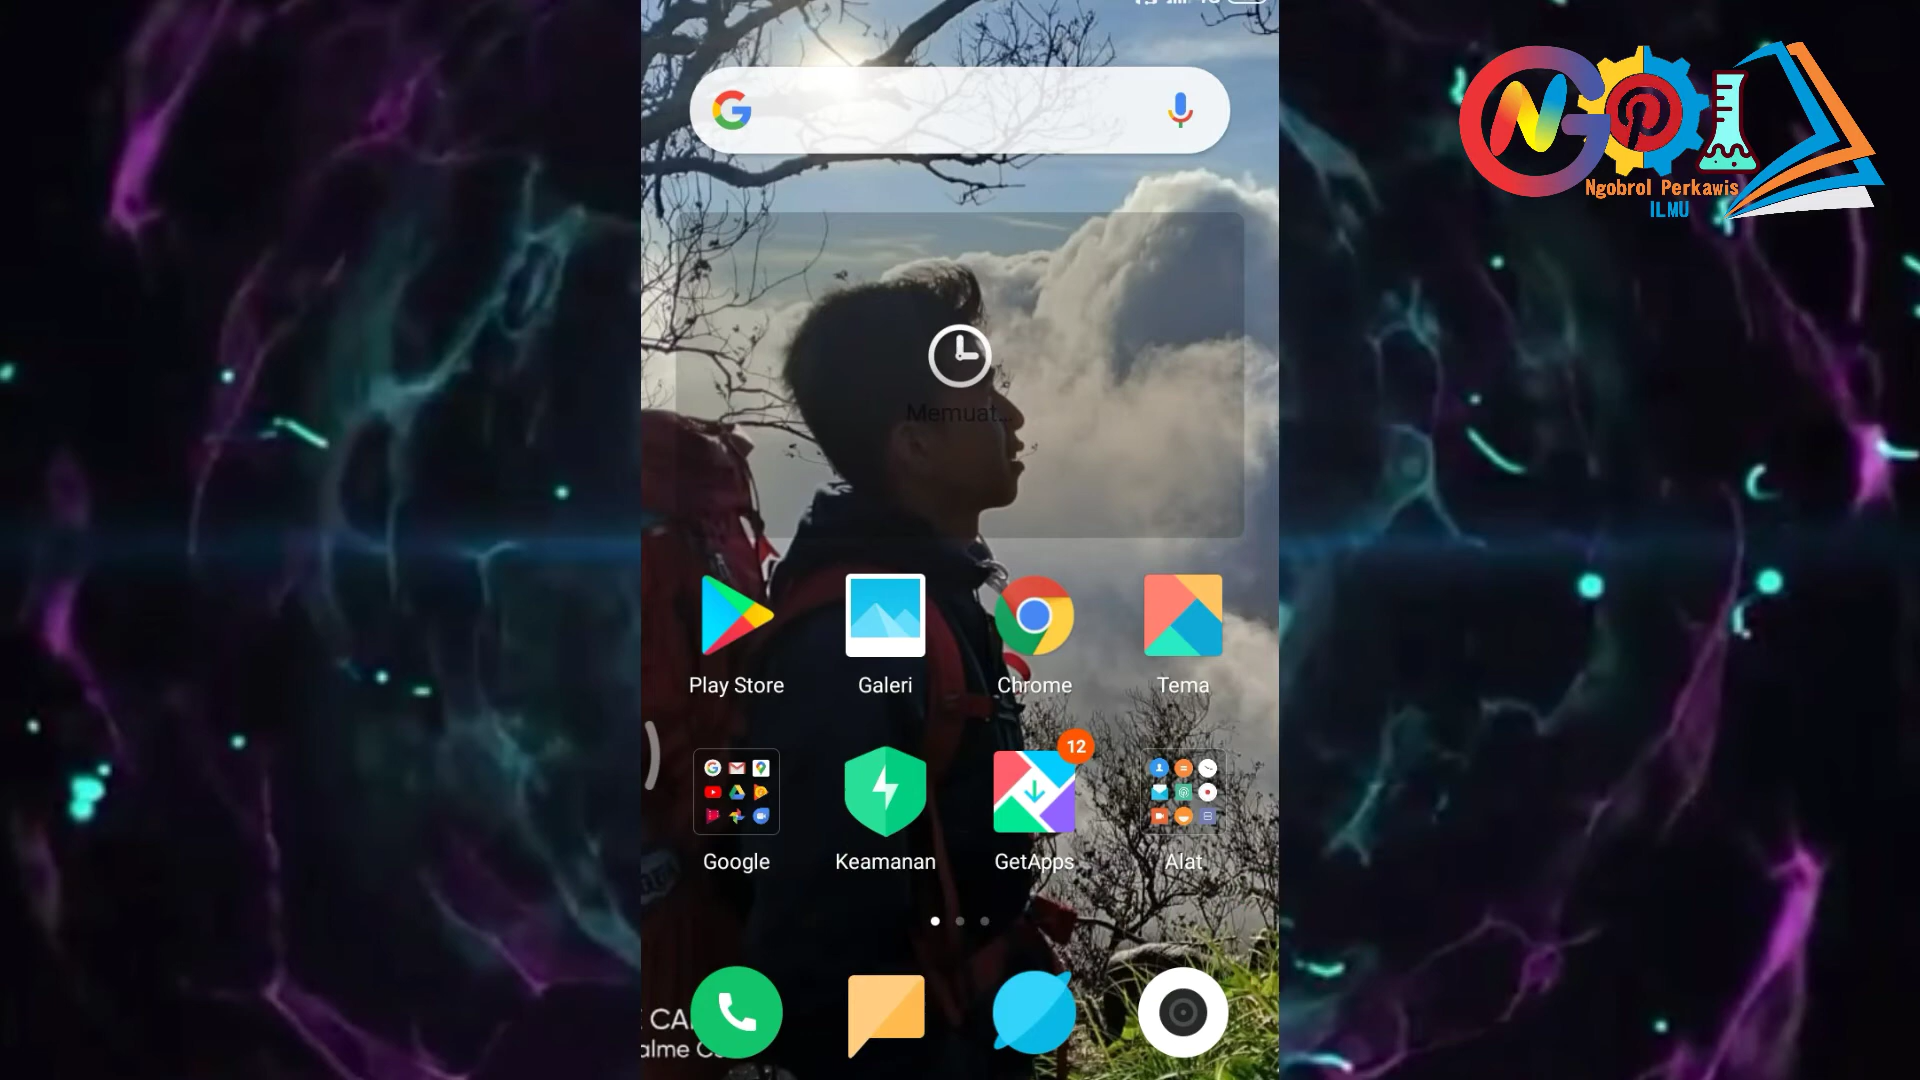 Ngobrol Perkawis
ILMU
Memuat...
Play Store
Galeri
Chrome
Tema
12
Google
Keamanan
GetApps
Alat